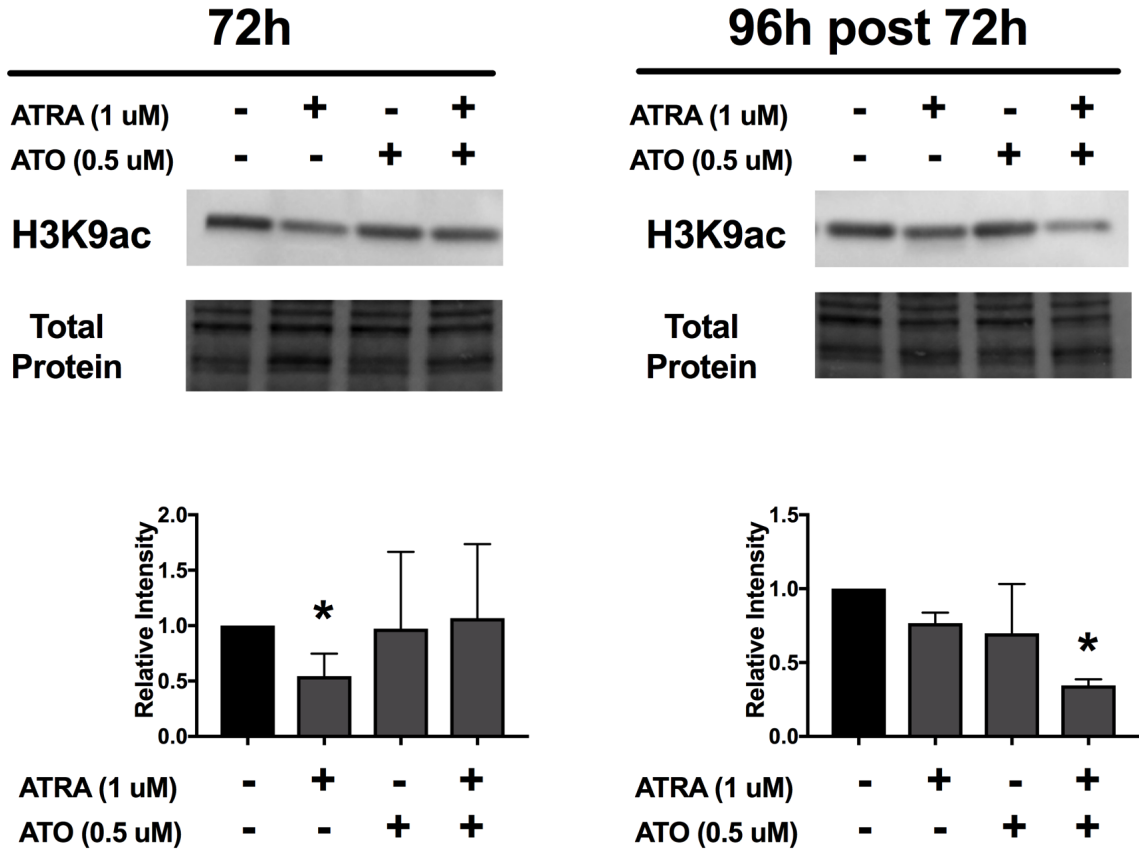 72h
ATRA (1 uM) - + - +
ATO (0.5 uM) - - + +
H3K9ac
Total
Protein
Relative Intensity
2.0
1.5
1.0
0.5
0.0
*
ATRA (1 uM) - + - +
ATO (0.5 uM) - - + +
96h post 72h
ATRA (1 uM) - + - +
ATO (0.5 uM) - - + +
H3K9ac
Total
Protein
Relative Intensity
1.5
1.0
0.5
0.0
*
ATRA (1 uM) - + - +
ATO (0.5 uM) - - + +